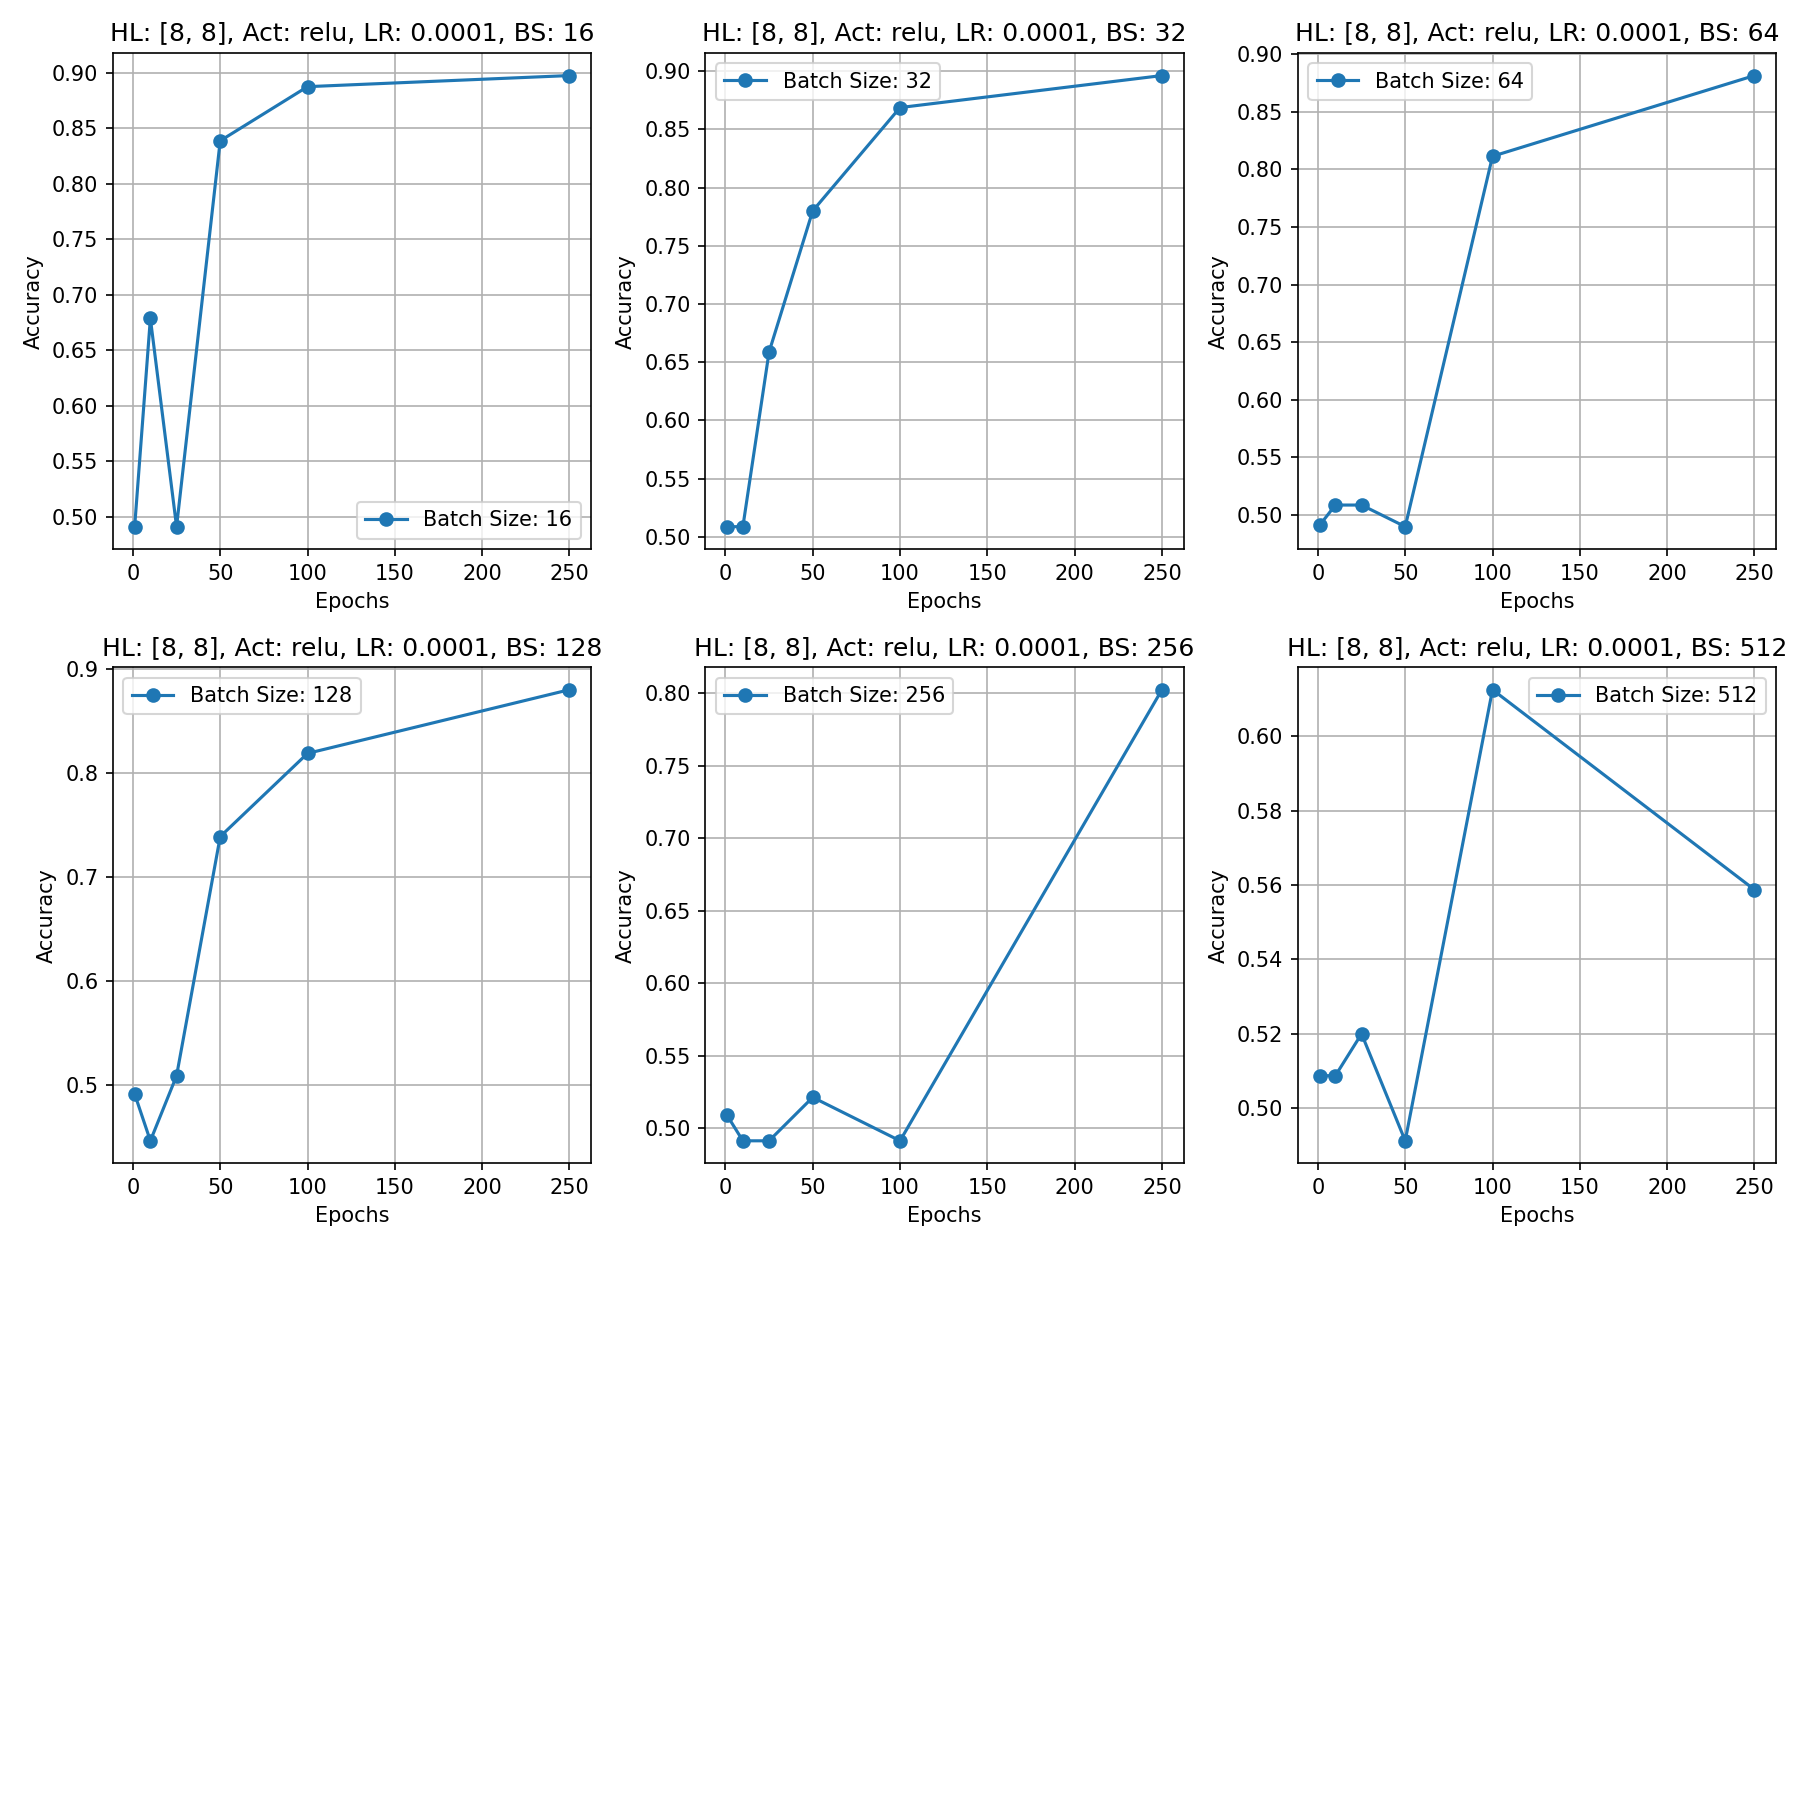 HL: [8, 8], Act: relu, LR: 0.0001, BS: 16
0.90
0.85
0.80
0.75
0.70
0.65
0.60
0.55
0.50
Accuracy
Batch Size: 16
0 50 100 150 200 250
Epochs
HL: [8, 8], Act: relu, LR: 0.0001, BS: 32
0.90
0.85
0.80
0.75
0.70
0.65
0.60
0.55
0.50
Accuracy
Batch Size: 32
0 50 100 150 200 250
Epochs
HL: [8, 8], Act: relu, LR: 0.0001, BS: 64
0.90
0.85
0.80
0.75
0.70
0.65
0.60
0.55
0.50
Accuracy
Batch Size: 64
0 50 100 150 200 250
Epochs
HL: [8, 8], Act: relu, LR: 0.0001, BS: 128
0.9
0.8
0.7
0.6
0.5
Accuracy
Batch Size: 128
0 50 100 150 200 250
Epochs
HL: [8, 8], Act: relu, LR: 0.0001, BS: 256
0.80
0.75
0.70
0.65
0.60
0.55
0.50
Accuracy
Batch Size: 256
0 50 100 150 200 250
Epochs
HL: [8, 8], Act: relu, LR: 0.0001, BS: 512
0.60
0.58
0.56
0.54
0.52
0.50
Accuracy
Batch Size: 512
0 50 100 150 200 250
Epochs